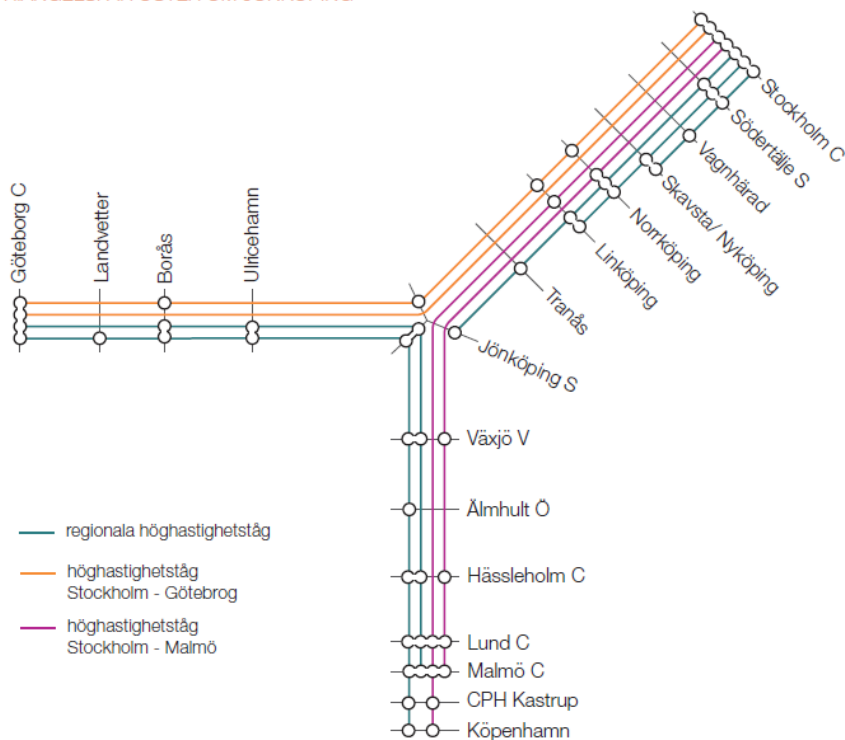 Göteborg C
Landvetter
Borås
Ulricehamn
Stockholm C
Södertälje S
Vagnhärad
Skavsta/ Nyköping
Norrköping
Linköping
Tranås
Jönköping S
Växjö V
Älmhult Ö
Hässleholm C
Lund C
Malmö C
CPH Kastrup
Köpenhamn
regionala höghastighetståg
höghastighetståg
Stockholm - Götebrog
höghastighetståg
Stockholm - Malmö